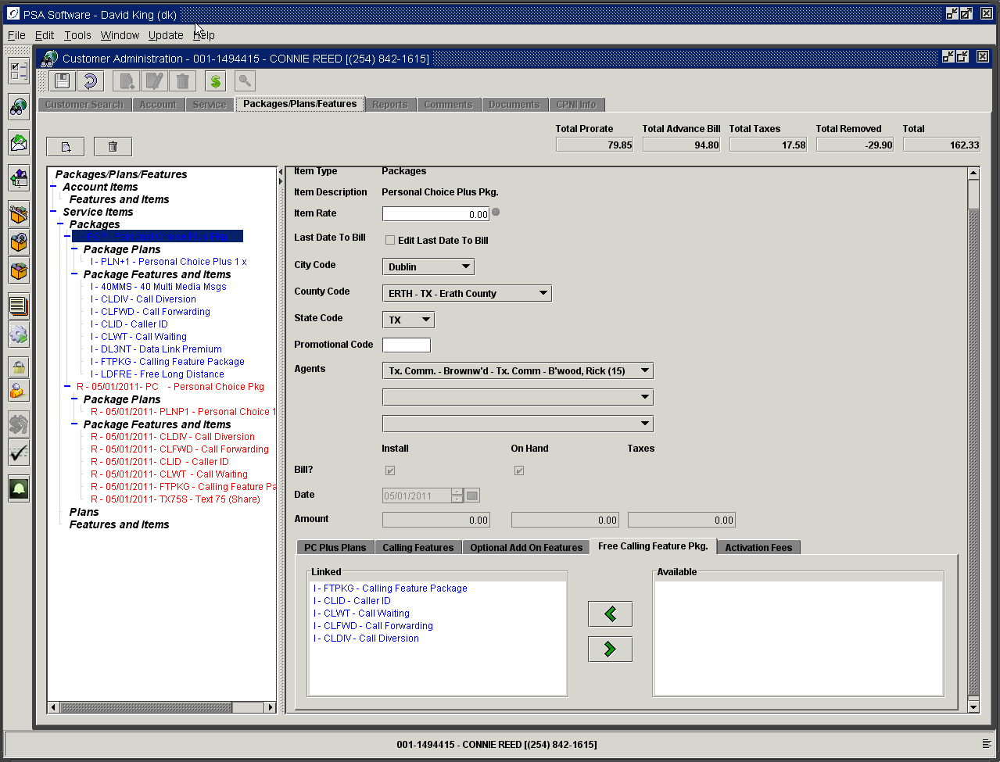 PSA Software - David King (dk)
File Edit Tools Window Update Help
Customer Administration - 001-1494415 - CONNIE REED [(254) 842-1615]
Customer Search Account Service Packages/Plans/Features Reports Comments Documents CPNI Info
Total Prorate Total Advance Bill Total Taxes Total Removed Total
79.85 94.80 17.58 -29.90 162.33
Packages/Plans/Features
Account Items
Features and Items
Service Items
Packages
PCP - Personal Choice Plus Pkg
Package Plans
I - PLN+1 - Personal Choice Plus 1 x
Package Features and Items
I - 40MMS - 40 Multi Media Msgs
I - CLDIV - Call Diversion
I - CLFWD - Call Forwarding
I - CLID - Caller ID
I - CLWT - Call Waiting
I - DL3NT - Data Link Premium
I - FTPKG - Calling Feature Package
I - LDFRE - Free Long Distance
R - 05/01/2011- PC - Personal Choice Pkg
Package Plans
R - 05/01/2011- PLNP1 - Personal Choice 1
Package Features and Items
R - 05/01/2011- CLDIV - Call Diversion
R - 05/01/2011- CLFWD - Call Forwarding
R - 05/01/2011- CLID - Caller ID
R - 05/01/2011- CLWT - Call Waiting
R - 05/01/2011- FTPKG - Calling Feature Pa
R - 05/01/2011- TX75S - Text 75 (Share)
Plans
Features and Items
Item Type Packages
Item Description Personal Choice Plus Pkg.
Item Rate 0.00
Last Date To Bill Edit Last Date To Bill
City Code Dublin
County Code ERTH - TX - Erath County
State Code TX
Promotional Code
Agents Tx. Comm. - Brownw'd - Tx. Comm - B'wood, Rick (15)
Install On Hand Taxes
Bill?
Date 05/01/2011
Amount 0.00 0.00 0.00
PC Plus Plans Calling Features Optional Add On Features Free Calling Feature Pkg. Activation Fees
Linked
I - FTPKG - Calling Feature Package
I - CLID - Caller ID
I - CLWT - Call Waiting
I - CLFWD - Call Forwarding
I - CLDIV - Call Diversion
Available
001-1494415 - CONNIE REED [(254) 842-1615]